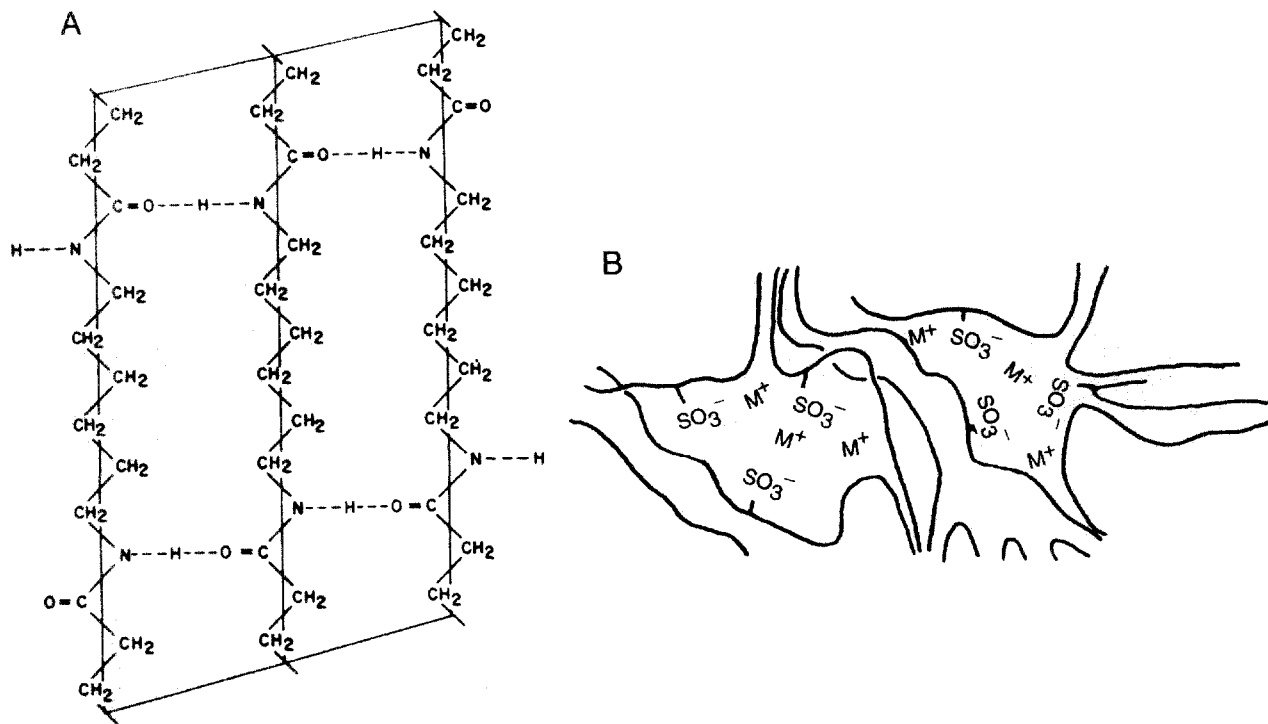 A
CH2
CH2 CH2
CH2 CH2 C=O
CH2 C=O---H---N
C=O---H---N CH2
H---N CH2 CH2
CH2 CH2 CH2
CH2 CH2 CH2
CH2 CH2 CH2
CH2 CH2 CH2
CH2 CH2 N---H
CH2 N---H---O=C
N---H---O=C CH2
O=C CH2 CH2
CH2 CH2
CH2
B
M+ SO3−
M+
SO3− M+ SO3−
SO3−
SO3−
M+ M+
M+
SO3−